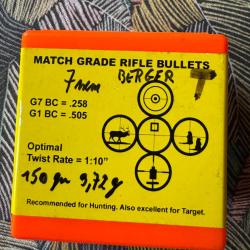 MATCH GRADE RIFLE BULLETS
7mm BERGER T
G7 BC = .258
G1 BC = .505
Optimal
Twist Rate = 1:10"
150 gn 9,72 g
Recommended for Hunting. Also excellent for Target.